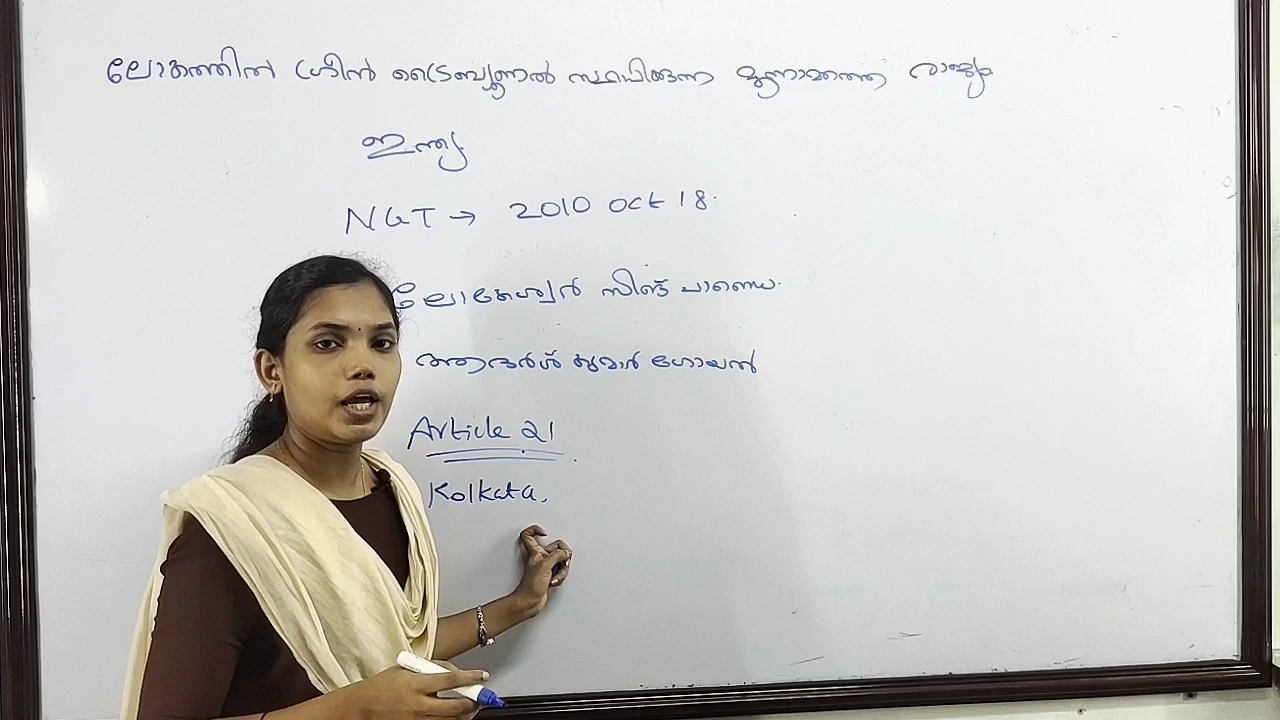 ലോകത്തിൽ ഗ്രീൻ ട്രൈബ്യൂണൽ സ്ഥാപിക്കുന്ന മൂന്നാമത്തെ രാജ്യം
ഇന്ത്യ
NGT → 2010 Oct 18.
ലോകേശ്വർ സിങ് പാണ്ഡെ.
ആദർശ് കുമാർ ഗോയൽ
Article 21
Kolkata,